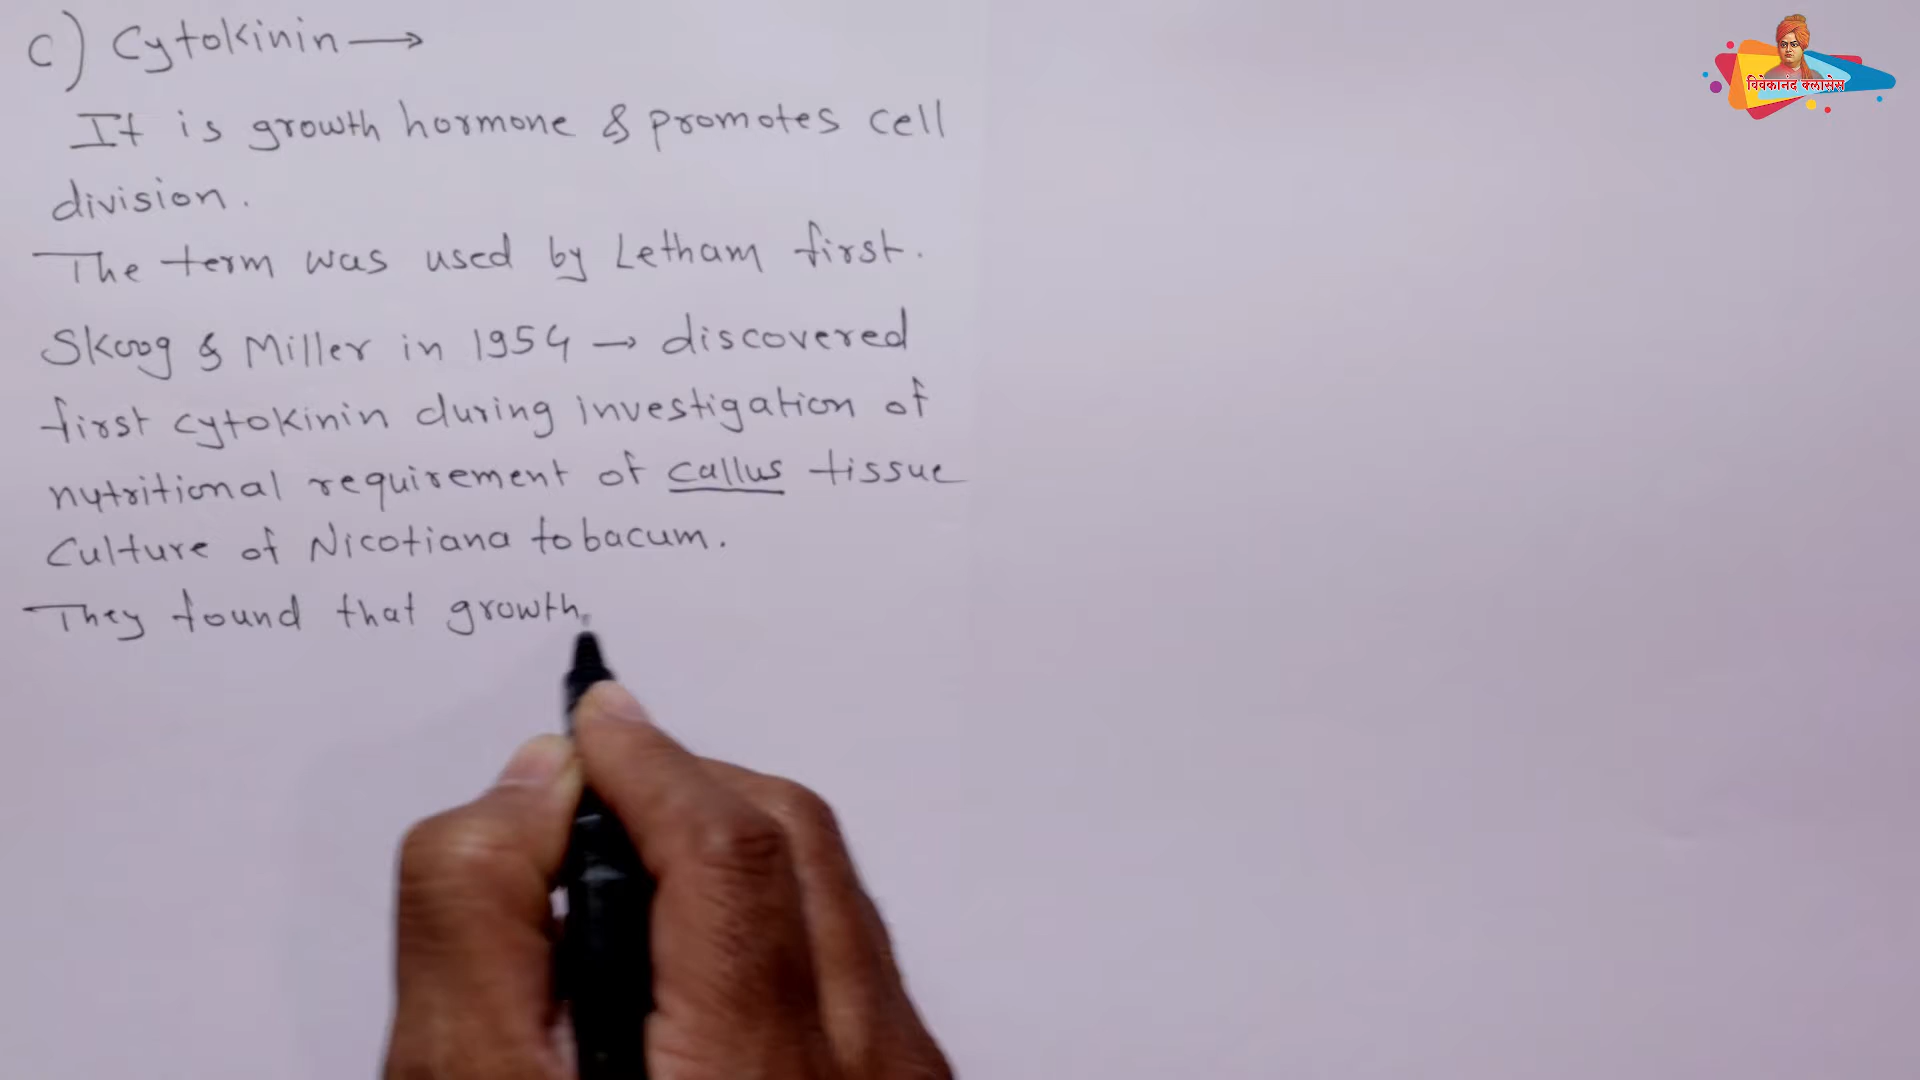 C) Cytokinin →
It is growth hormone & promotes cell
division.
The term was used by Letham first.
Skoog & Miller in 1954 → discovered
first cytokinin during investigation of
nutritional requirement of callus tissue
Culture of Nicotiana tobacum.
They found that growth
विवेकानंद क्लासेस